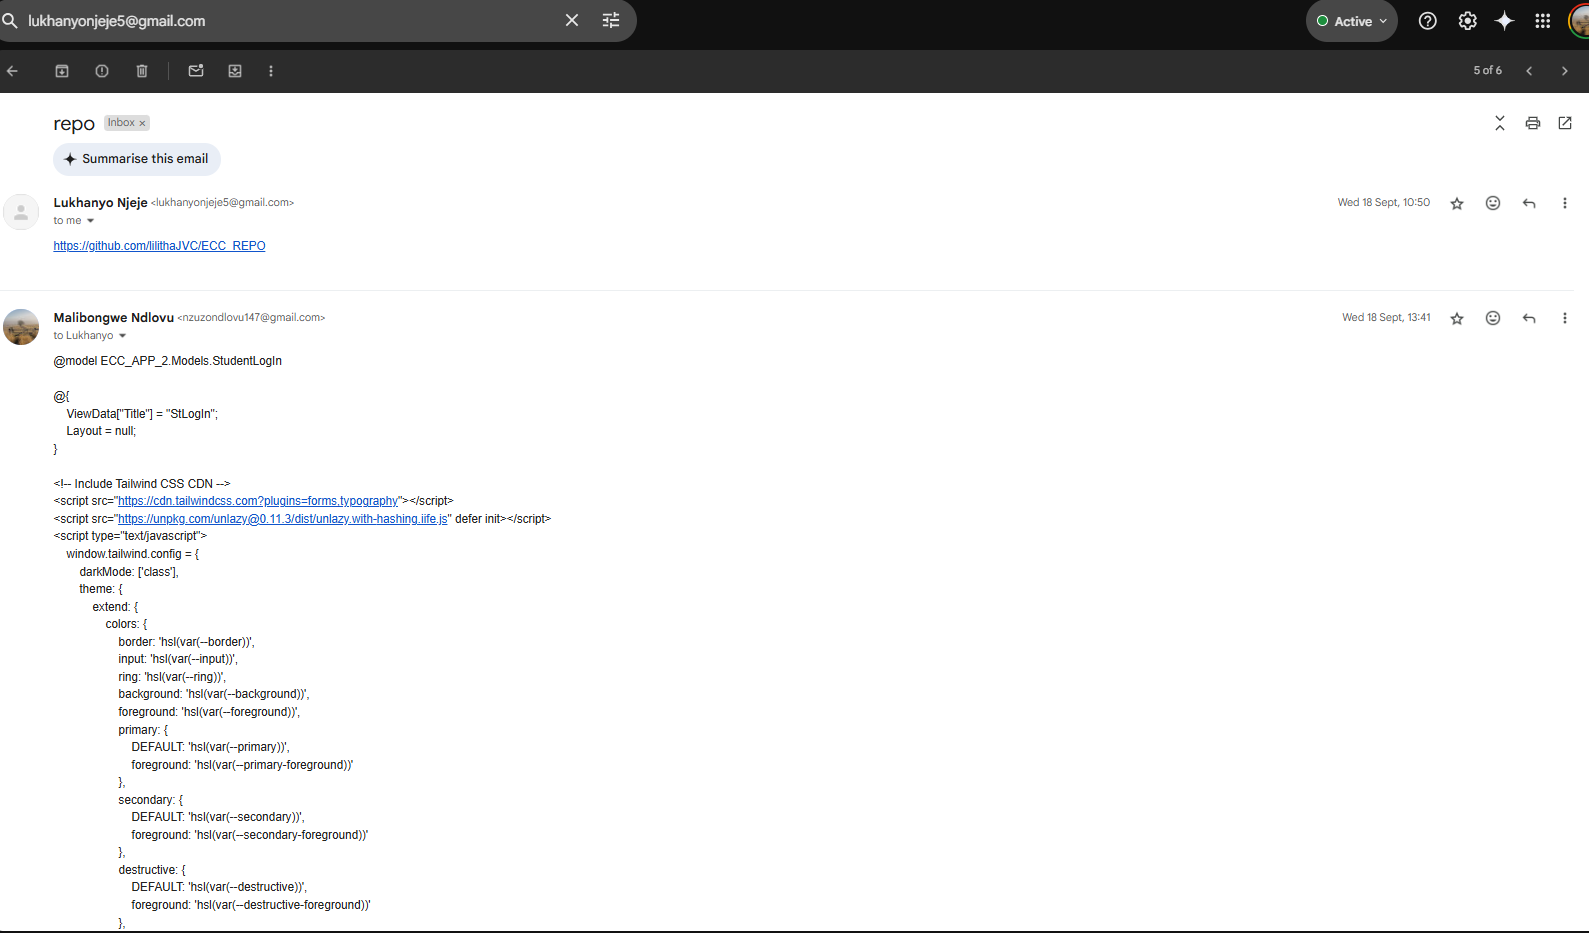 lukhanyonjeje5@gmail.com
Active
5 of 6
repo
Inbox ×
Summarise this email
Lukhanyo Njeje <lukhanyonjeje5@gmail.com>
Wed 18 Sept, 10:50
to me
https://github.com/lilithaJVC/ECC_REPO
Malibongwe Ndlovu <nzuzondlovu147@gmail.com>
Wed 18 Sept, 13:41
to Lukhanyo
@model ECC_APP_2.Models.StudentLogIn
@{
ViewData["Title"] = "StLogIn";
Layout = null;
}
<!-- Include Tailwind CSS CDN -->
<script src="https://cdn.tailwindcss.com?plugins=forms,typography"></script>
<script src="https://unpkg.com/unlazy@0.11.3/dist/unlazy.with-hashing.iife.js" defer init></script>
<script type="text/javascript">
window.tailwind.config = {
darkMode: ['class'],
theme: {
extend: {
colors: {
border: 'hsl(var(--border))',
input: 'hsl(var(--input))',
ring: 'hsl(var(--ring))',
background: 'hsl(var(--background))',
foreground: 'hsl(var(--foreground))',
primary: {
DEFAULT: 'hsl(var(--primary))',
foreground: 'hsl(var(--primary-foreground))'
},
secondary: {
DEFAULT: 'hsl(var(--secondary))',
foreground: 'hsl(var(--secondary-foreground))'
},
destructive: {
DEFAULT: 'hsl(var(--destructive))',
foreground: 'hsl(var(--destructive-foreground))'
},